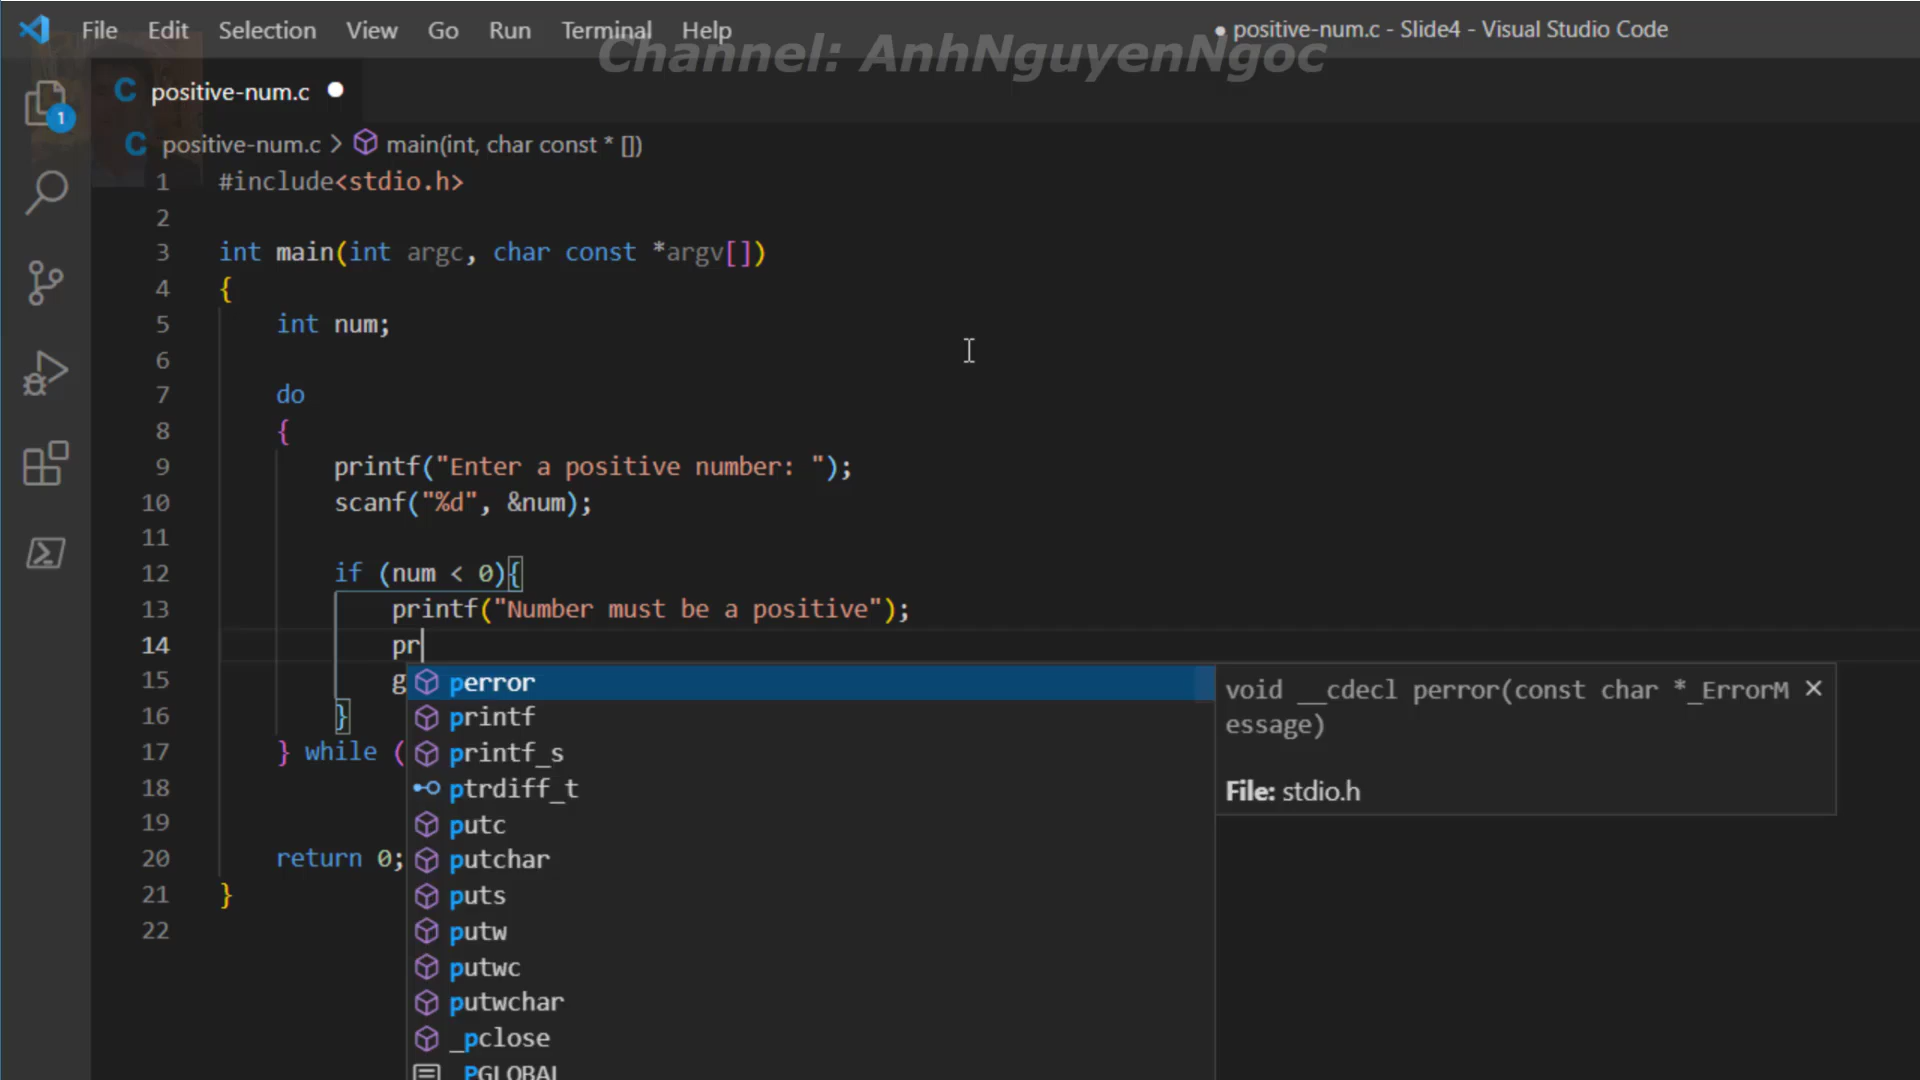 File Edit Selection View Go Run Terminal Help
● positive-num.c - Slide4 - Visual Studio Code
Channel: AnhNguyenNgoc
C positive-num.c ●
1
C positive-num.c > main(int, char const * [])
1 #include<stdio.h>
2
3 int main(int argc, char const *argv[])
4 {
5 int num;
6
7 do
8 {
9 printf("Enter a positive number: ");
10 scanf("%d", &num);
11
12 if (num < 0){
13 printf("Number must be a positive");
14 pr
15 g
16 }
17 } while (
18
19
20 return 0;
21 }
22
perror
printf
printf_s
ptrdiff_t
putc
putchar
puts
putw
putwc
putwchar
_pclose
_PGLOBAL
void __cdecl perror(const char *_ErrorM
essage)
File: stdio.h